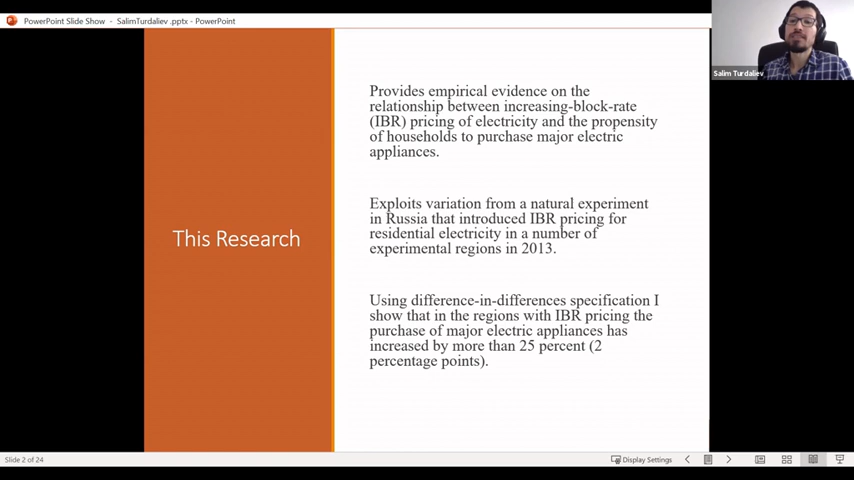 PowerPoint Slide Show - SalimTurdaliev .pptx - PowerPoint
Salim Turdaliev
This Research
Provides empirical evidence on the
relationship between increasing-block-rate
(IBR) pricing of electricity and the propensity
of households to purchase major electric
appliances.
Exploits variation from a natural experiment
in Russia that introduced IBR pricing for
residential electricity in a number of
experimental regions in 2013.
Using difference-in-differences specification I
show that in the regions with IBR pricing the
purchase of major electric appliances has
increased by more than 25 percent (2
percentage points).
Slide 2 of 24
Display Settings